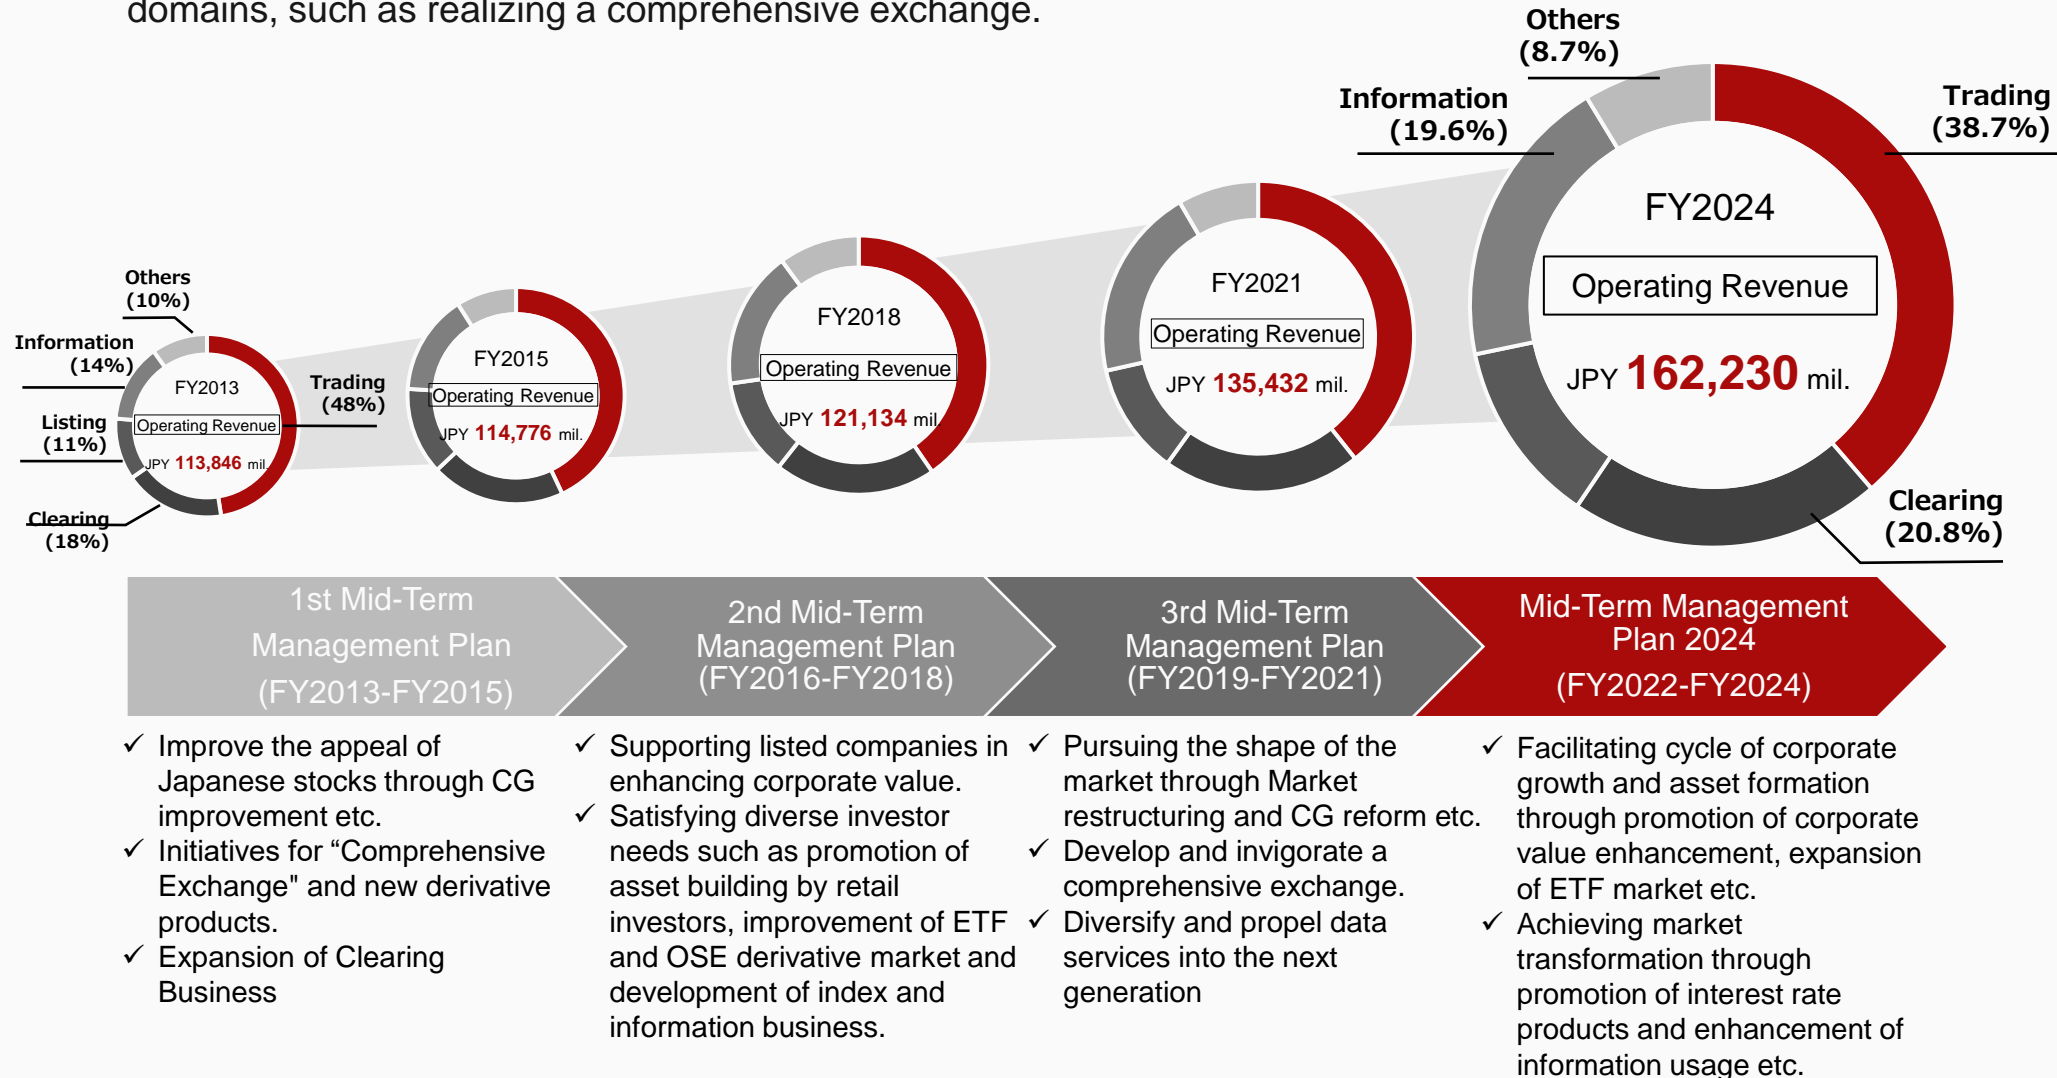 domains, such as realizing a comprehensive exchange.
Others
(10%)
Information
(14%)
Listing
(11%)
Clearing
(18%)
Trading
(48%)
FY2013
Operating Revenue
JPY 113,846 mil.
FY2015
Operating Revenue
JPY 114,776 mil.
FY2018
Operating Revenue
JPY 121,134 mil.
FY2021
Operating Revenue
JPY 135,432 mil.
Others
(8.7%)
Information
(19.6%)
Trading
(38.7%)
Clearing
(20.8%)
FY2024
Operating Revenue
JPY 162,230 mil.
1st Mid-Term
Management Plan
(FY2013-FY2015)
2nd Mid-Term
Management Plan
(FY2016-FY2018)
3rd Mid-Term
Management Plan
(FY2019-FY2021)
Mid-Term Management
Plan 2024
(FY2022-FY2024)
✓ Improve the appeal of
Japanese stocks through CG
improvement etc.
✓ Initiatives for “Comprehensive
Exchange" and new derivative
products.
✓ Expansion of Clearing
Business
✓ Supporting listed companies in
enhancing corporate value.
✓ Satisfying diverse investor
needs such as promotion of
asset building by retail
investors, improvement of ETF
and OSE derivative market and
development of index and
information business.
✓ Pursuing the shape of the
market through Market
restructuring and CG reform etc.
✓ Develop and invigorate a
comprehensive exchange.
✓ Diversify and propel data
services into the next
generation
✓ Facilitating cycle of corporate
growth and asset formation
through promotion of corporate
value enhancement, expansion
of ETF market etc.
✓ Achieving market
transformation through
promotion of interest rate
products and enhancement of
information usage etc.